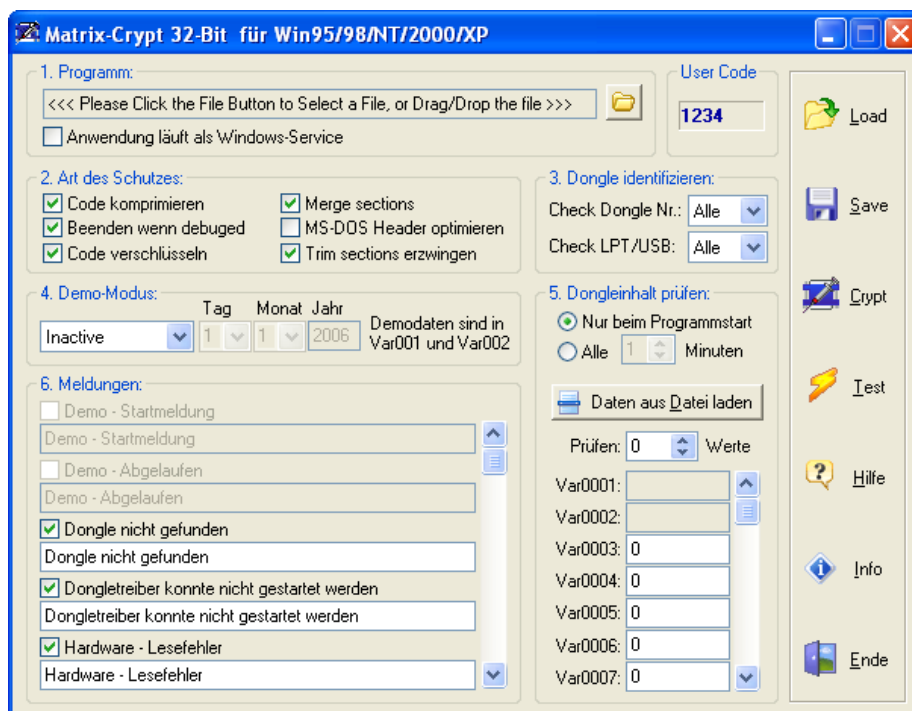 Matrix-Crypt 32-Bit für Win95/98/NT/2000/XP
1. Programm:
<<< Please Click the File Button to Select a File, or Drag/Drop the file >>>
Anwendung läuft als Windows-Service
User Code
1234
2. Art des Schutzes:
Code komprimieren
Merge sections
Beenden wenn debuged
MS-DOS Header optimieren
Code verschlüsseln
Trim sections erzwingen
3. Dongle identifizieren:
Check Dongle Nr.: Alle
Check LPT/USB: Alle
4. Demo-Modus:
Tag Monat Jahr
Inactive 1 1 2006
Demodaten sind in
Var001 und Var002
5. Dongleinhalt prüfen:
Nur beim Programmstart
Alle 1 Minuten
Daten aus Datei laden
Prüfen: 0 Werte
Var0001:
Var0002:
Var0003: 0
Var0004: 0
Var0005: 0
Var0006: 0
Var0007: 0
6. Meldungen:
Demo - Startmeldung
Demo - Startmeldung
Demo - Abgelaufen
Demo - Abgelaufen
Dongle nicht gefunden
Dongle nicht gefunden
Dongletreiber konnte nicht gestartet werden
Dongletreiber konnte nicht gestartet werden
Hardware - Lesefehler
Hardware - Lesefehler
Load
Save
Crypt
Test
Hilfe
Info
Ende